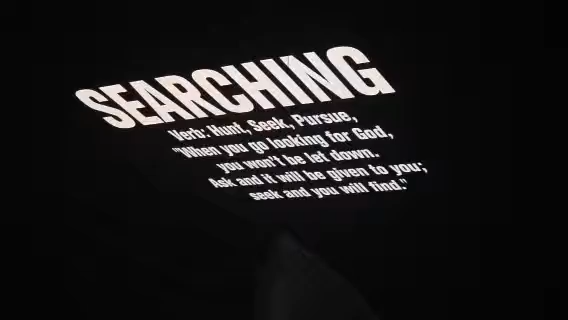 SEARCHING
Verb: Hunt, Seek, Pursue,
"When you go looking for God,
you won't be let down.
Ask and it will be given to you;
seek and you will find."